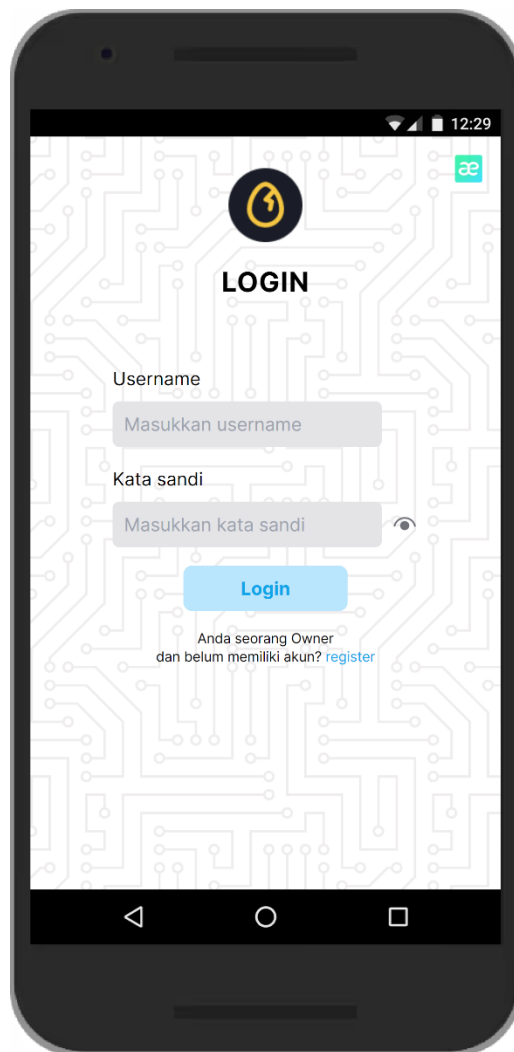 12:29
æ
LOGIN
Username
Masukkan username
Kata sandi
Masukkan kata sandi
Login
Anda seorang Owner
dan belum memiliki akun? register